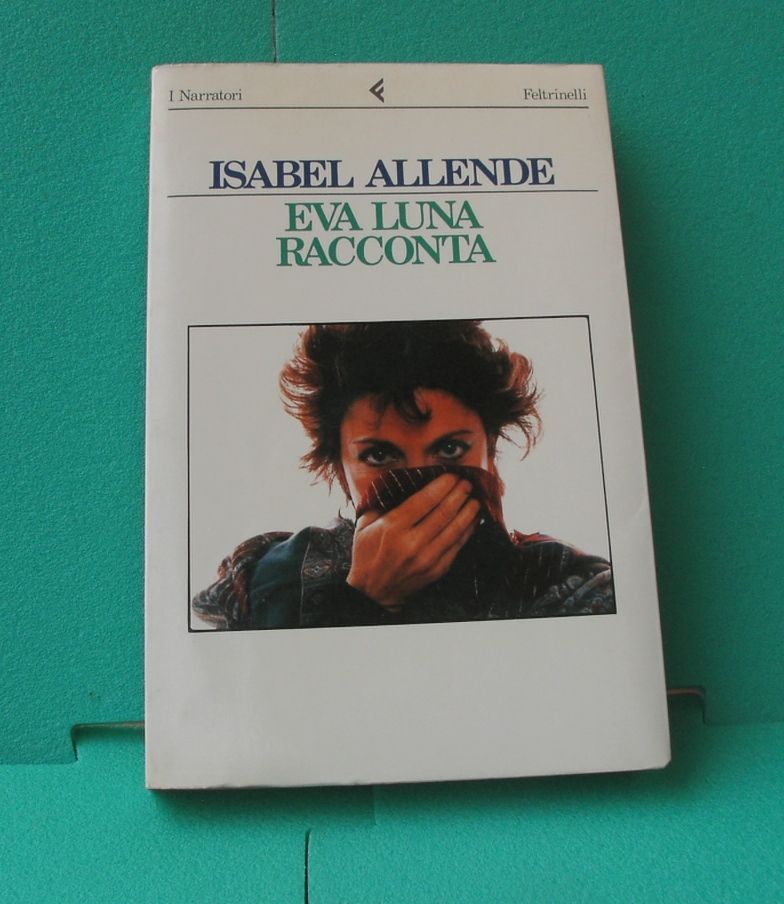 I Narratori Feltrinelli
ISABEL ALLENDE
EVA LUNA
RACCONTA